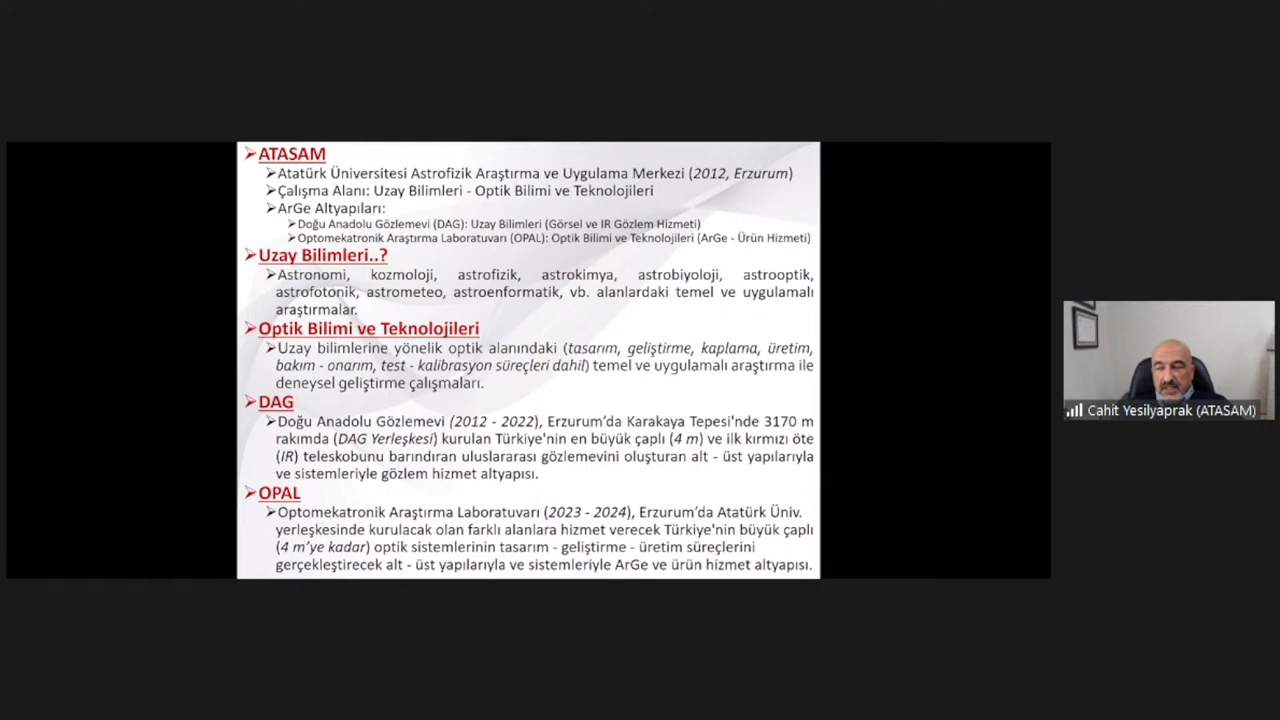 ATASAM
Atatürk Üniversitesi Astrofizik Araştırma ve Uygulama Merkezi (2012, Erzurum)
Çalışma Alanı: Uzay Bilimleri - Optik Bilimi ve Teknolojileri
ArGe Altyapıları:
Doğu Anadolu Gözlemevi (DAG): Uzay Bilimleri (Görsel ve IR Gözlem Hizmeti)
Optomekatronik Araştırma Laboratuvarı (OPAL): Optik Bilimi ve Teknolojileri (ArGe - Ürün Hizmeti)
Uzay Bilimleri..?
Astronomi, kozmoloji, astrofizik, astrokimya, astrobiyoloji, astrooptik,
astrofotonik, astrometeo, astroenformatik, vb. alanlardaki temel ve uygulamalı
araştırmalar.
Optik Bilimi ve Teknolojileri
Uzay bilimlerine yönelik optik alanındaki (tasarım, geliştirme, kaplama, üretim,
bakım - onarım, test - kalibrasyon süreçleri dahil) temel ve uygulamalı araştırma ile
deneysel geliştirme çalışmaları.
DAG
Doğu Anadolu Gözlemevi (2012 - 2022), Erzurum'da Karakaya Tepesi'nde 3170 m
rakımda (DAG Yerleşkesi) kurulan Türkiye'nin en büyük çaplı (4 m) ve ilk kırmızı öte
(IR) teleskobunu barındıran uluslararası gözlemevini oluşturan alt - üst yapılarıyla
ve sistemleriyle gözlem hizmet altyapısı.
OPAL
Optomekatronik Araştırma Laboratuvarı (2023 - 2024), Erzurum'da Atatürk Üniv.
yerleşkesinde kurulacak olan farklı alanlara hizmet verecek Türkiye'nin büyük çaplı
(4 m'ye kadar) optik sistemlerinin tasarım - geliştirme - üretim süreçlerini
gerçekleştirecek alt - üst yapılarıyla ve sistemleriyle ArGe ve ürün hizmet altyapısı.
Cahit Yesilyaprak (ATASAM)